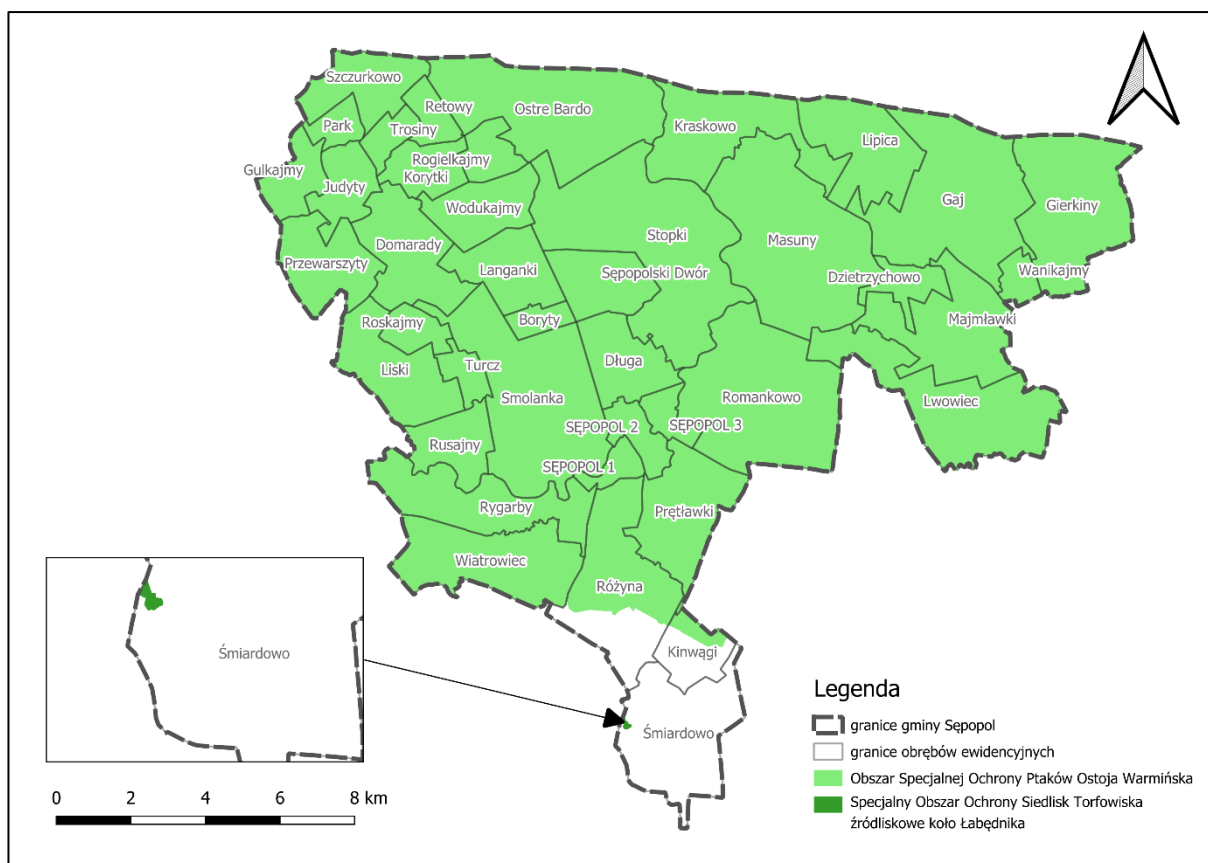 Szczurkowo
Retowy
Ostre Bardo
Park
Trosiny
Kraskowo
Lipica
Rogielkajmy
Gulkajmy
Korytki
Judyty
Gaj
Gierkiny
Wodukajmy
Stopki
Domarady
Masuny
Przewarszyty
Langanki
Sępopolski Dwór
Dzietrzychowo
Wanikajmy
Roskajmy
Boryty
Majmławki
Liski
Turcz
Długa
Smolanka
Romankowo
Lwowiec
SĘPOPOL 2
SĘPOPOL 3
Rusajny
SĘPOPOL 1
Rygarby
Prętławki
Wiatrowiec
Różyna
Kinwągi
Śmiardowo
Śmiardowo
0 2 4 6 8 km
Legenda
granice gminy Sępopol
granice obrębów ewidencyjnych
Obszar Specjalnej Ochrony Ptaków Ostoja Warmińska
Specjalny Obszar Ochrony Siedlisk Torfowiska
źródliskowe koło Łabędnika